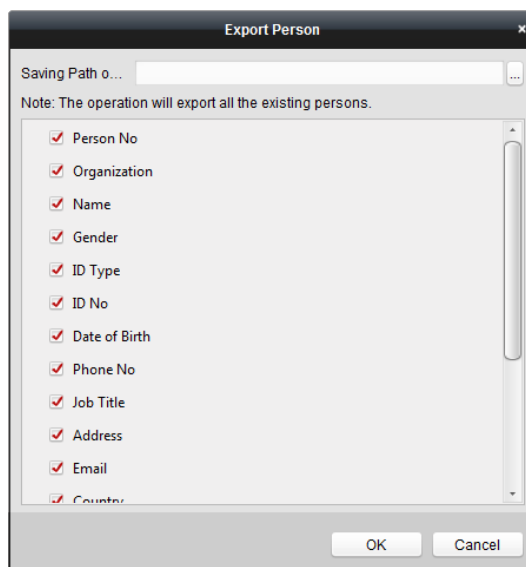 Export Person
×
Saving Path o...
...
Note: The operation will export all the existing persons.
Person No
Organization
Name
Gender
ID Type
ID No
Date of Birth
Phone No
Job Title
Address
Email
Country
OK Cancel